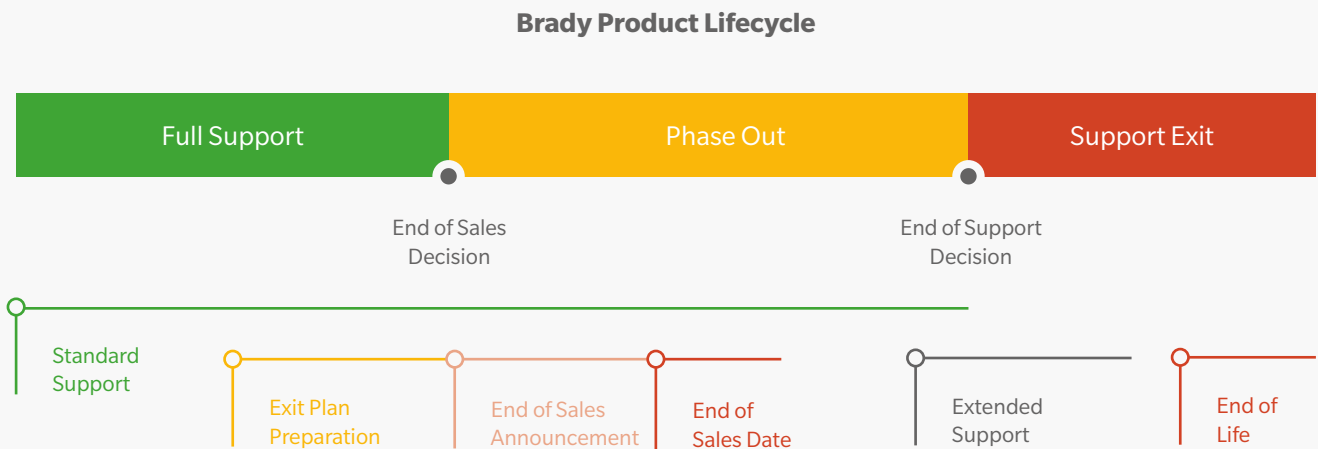 Brady Product Lifecycle
Full Support
Phase Out
Support Exit
End of Sales
Decision
End of Support
Decision
Standard
Support
Exit Plan
Preparation
End of Sales
Announcement
End of
Sales Date
Extended
Support
End of
Life